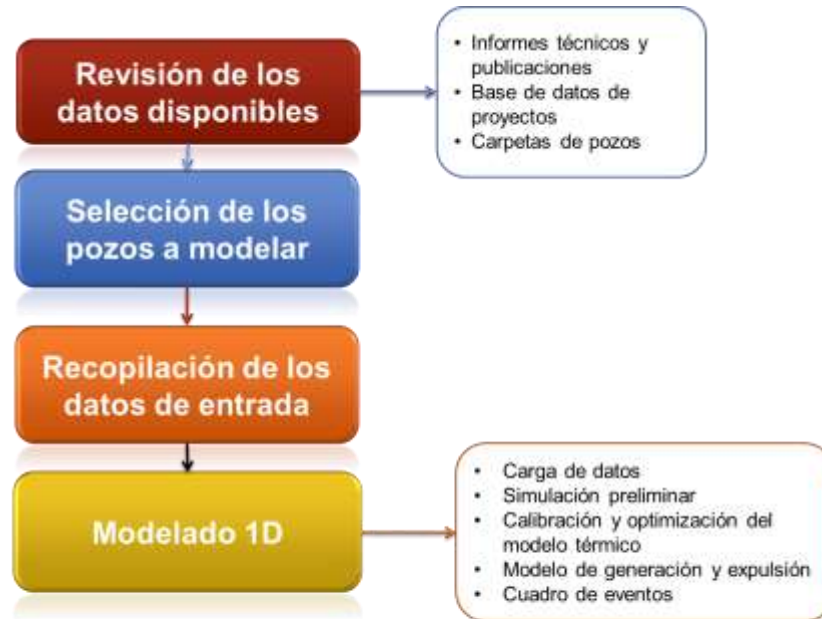 Revisión de los
datos disponibles
• Informes técnicos y
publicaciones
• Base de datos de
proyectos
• Carpetas de pozos
Selección de los
pozos a modelar
Recopilación de los
datos de entrada
Modelado 1D
• Carga de datos
• Simulación preliminar
• Calibración y optimización del
modelo térmico
• Modelo de generación y expulsión
• Cuadro de eventos